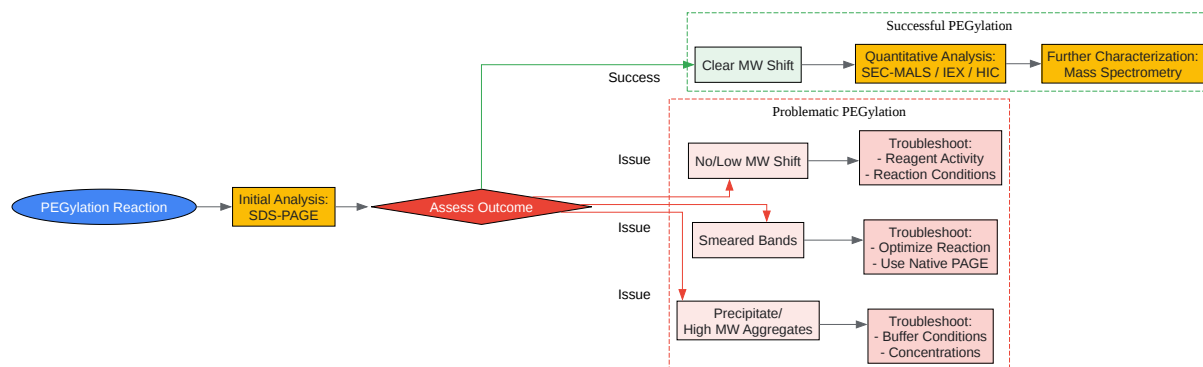 Successful PEGylation
Clear MW Shift
Quantitative Analysis:
SEC-MALS / IEX / HIC
Further Characterization:
Mass Spectrometry
Success
Problematic PEGylation
Issue
No/Low MW Shift
Troubleshoot:
- Reagent Activity
- Reaction Conditions
PEGylation Reaction
Initial Analysis:
SDS-PAGE
Assess Outcome
Issue
Smeared Bands
Troubleshoot:
- Optimize Reaction
- Use Native PAGE
Issue
Precipitate/
High MW Aggregates
Troubleshoot:
- Buffer Conditions
- Concentrations